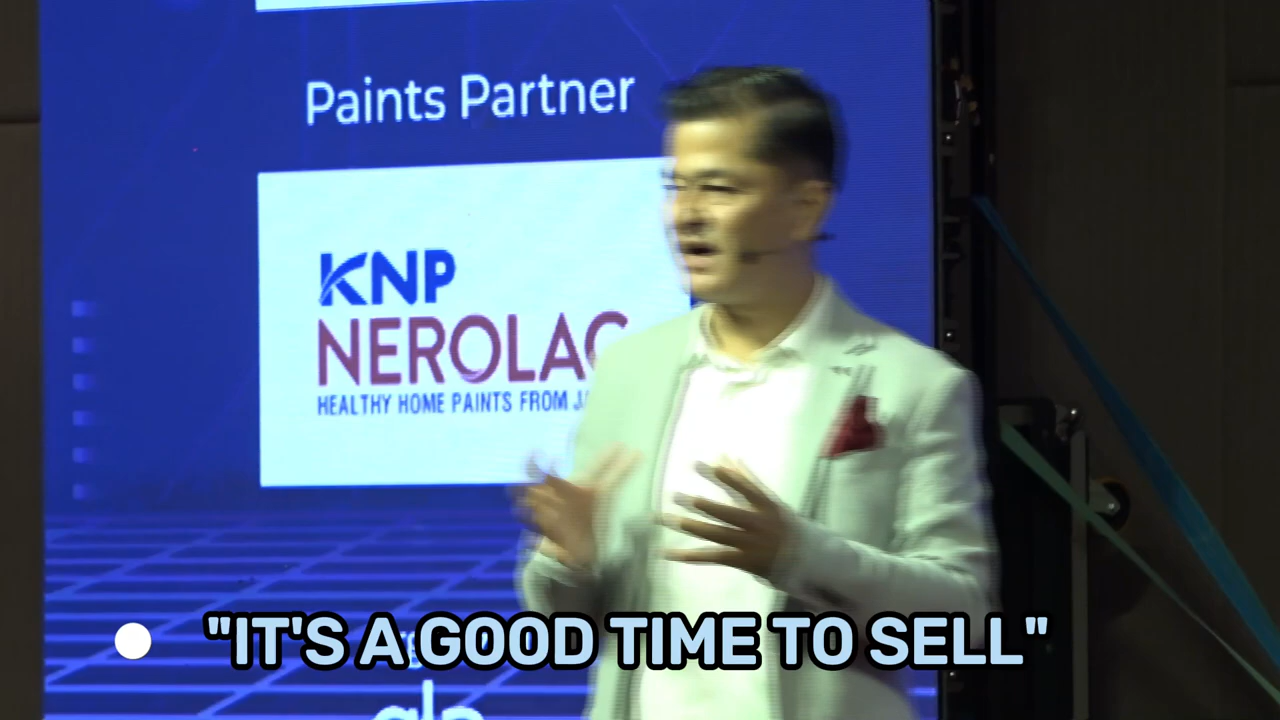 Paints Partner
KNP
NEROLAC
HEALTHY HOME PAINTS FROM
"IT'S A GOOD TIME TO SELL"